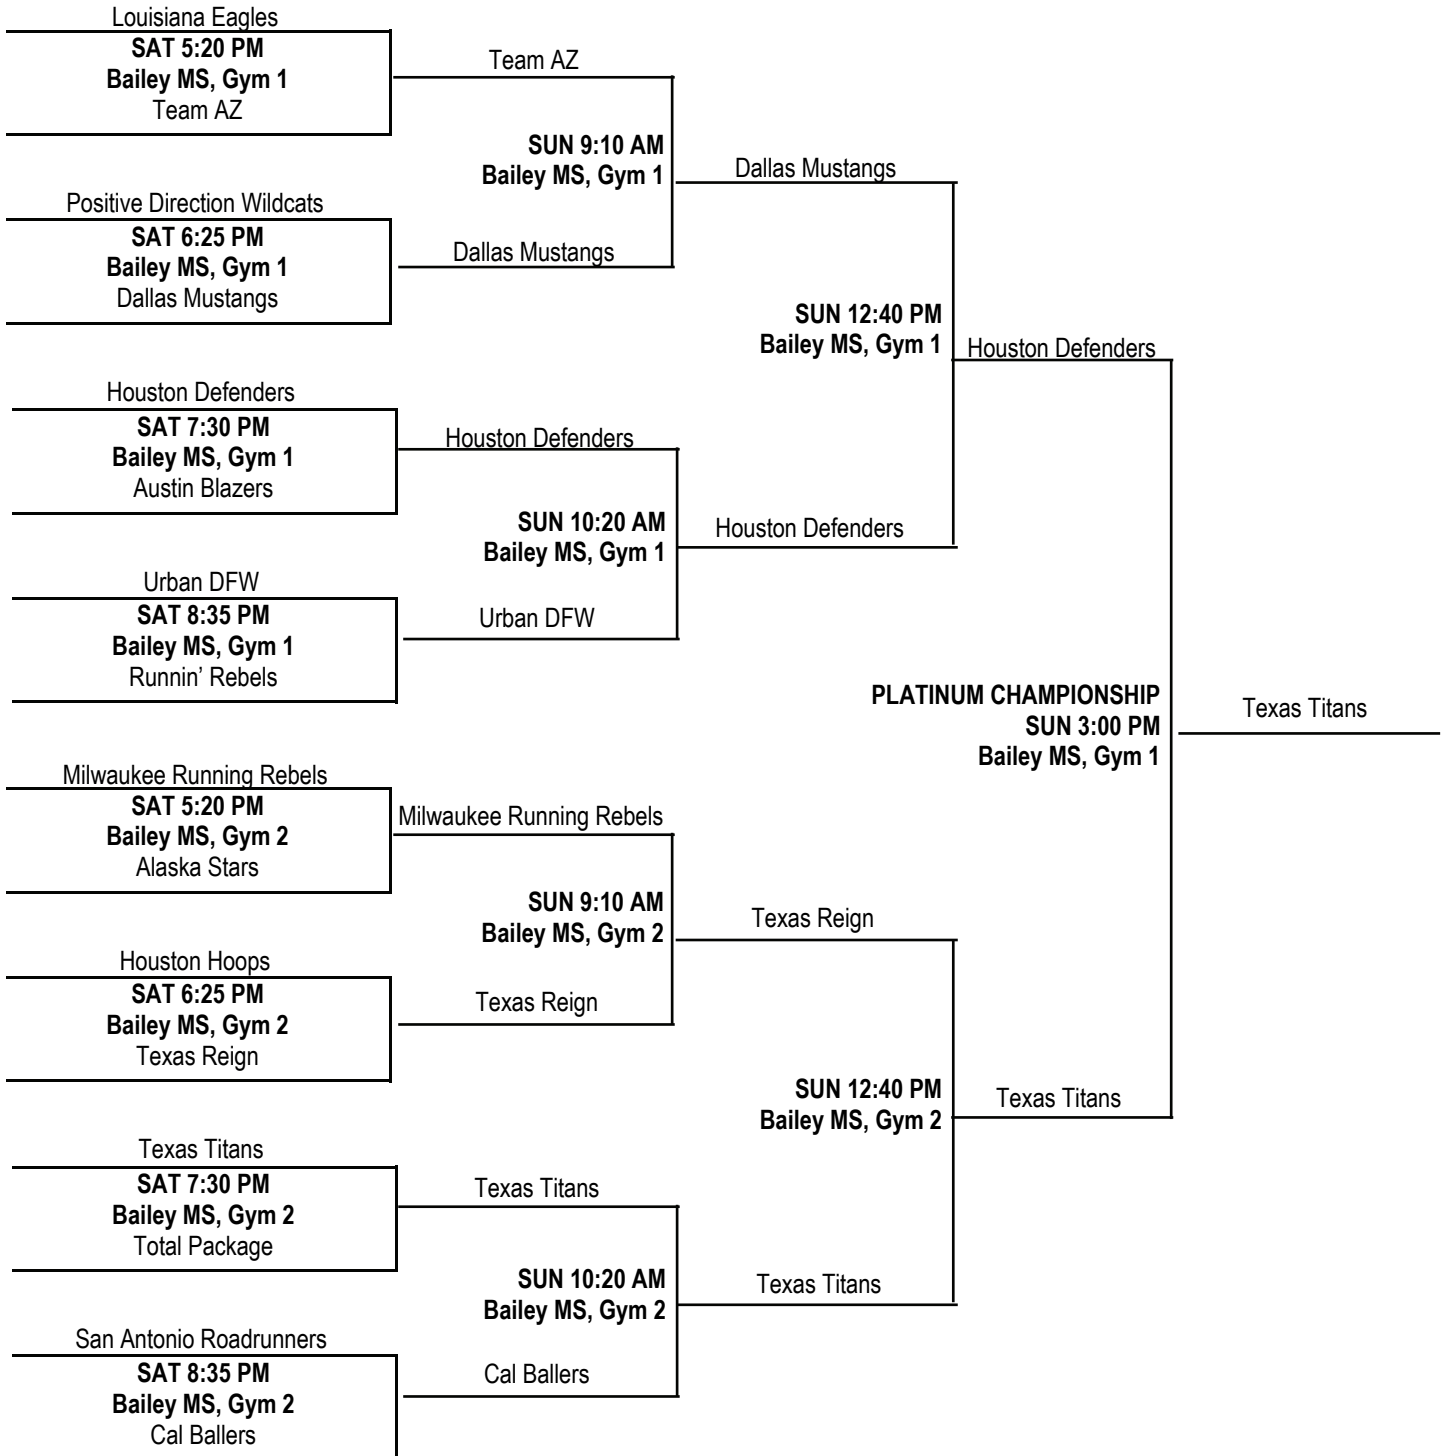 Louisiana Eagles
SAT 5:20 PM
Bailey MS, Gym 1
Team AZ
Positive Direction Wildcats
SAT 6:25 PM
Bailey MS, Gym 1
Dallas Mustangs
Houston Defenders
SAT 7:30 PM
Bailey MS, Gym 1
Austin Blazers
Urban DFW
SAT 8:35 PM
Bailey MS, Gym 1
Runnin’ Rebels
Milwaukee Running Rebels
SAT 5:20 PM
Bailey MS, Gym 2
Alaska Stars
Houston Hoops
SAT 6:25 PM
Bailey MS, Gym 2
Texas Reign
Texas Titans
SAT 7:30 PM
Bailey MS, Gym 2
Total Package
San Antonio Roadrunners
SAT 8:35 PM
Bailey MS, Gym 2
Cal Ballers
Team AZ
SUN 9:10 AM
Bailey MS, Gym 1
Dallas Mustangs
Houston Defenders
SUN 10:20 AM
Bailey MS, Gym 1
Urban DFW
Milwaukee Running Rebels
SUN 9:10 AM
Bailey MS, Gym 2
Texas Reign
Texas Titans
SUN 10:20 AM
Bailey MS, Gym 2
Cal Ballers
Dallas Mustangs
SUN 12:40 PM
Bailey MS, Gym 1
Houston Defenders
Texas Reign
SUN 12:40 PM
Bailey MS, Gym 2
Texas Titans
Houston Defenders
PLATINUM CHAMPIONSHIP
SUN 3:00 PM
Bailey MS, Gym 1
Texas Titans
Texas Titans